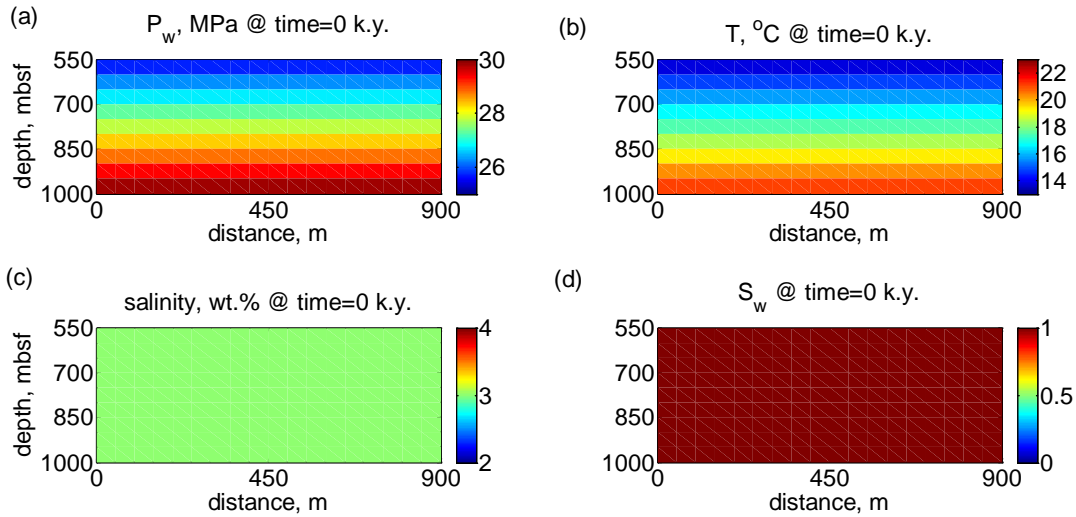 (a)
P_w, MPa @ time=0 k.y.
550
700
850
1000
depth, mbsf
0 450 900
distance, m
30
28
26
(b)
T, °C @ time=0 k.y.
550
700
850
1000
0 450 900
distance, m
22
20
18
16
14
(c)
salinity, wt.% @ time=0 k.y.
550
700
850
1000
depth, mbsf
0 450 900
distance, m
4
3
2
(d)
S_w @ time=0 k.y.
550
700
850
1000
0 450 900
distance, m
1
0.5
0